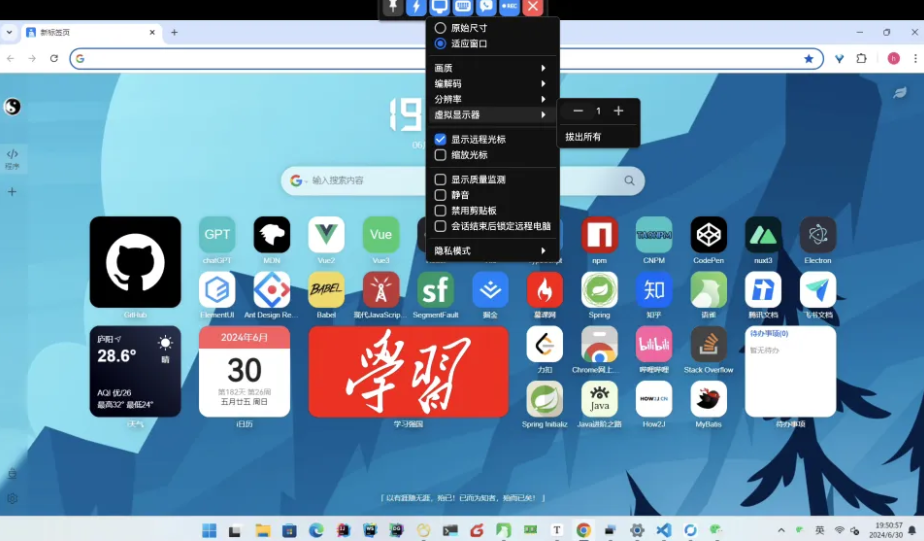 REC
新标签页
原始尺寸
适应窗口
画质
编解码
分辨率
虚拟显示器
1
拔出所有
显示远程光标
缩放光标
显示质量监测
静音
禁用剪贴板
会话结束后锁定远程电脑
隐私模式
19
程序
输入搜索内容
GPT
Vue
TAONPM
GitHub
chatGPT
MDN
Vue2
Vue3
npm
CNPM
CodePen
nuxt3
Electron
BABEL
sf
知
ElementUI
Ant Design Re...
Babel
现代JavaScrip...
SegmentFault
掘金
慕课网
Spring
知乎
语雀
腾讯文档
飞书文档
庐阳
28.6°
晴
AQI 优/26
最高32° 最低24°
i天气
2024年6月
30
第182天 第26周
五月廿五 周日
i日历
学習
学习强国
bilibili
力扣
Chrome网上...
哔哩哔哩
Stack Overflow
待办事项(0)
暂无待办
Java
HOW2J.CN
Spring Initializ
Java进阶之路
How2J
MyBatis
待办事项
[ 以有涯随无涯，殆已！已而为知者，殆而已矣！ ]
英
19:50:57
2024/6/30